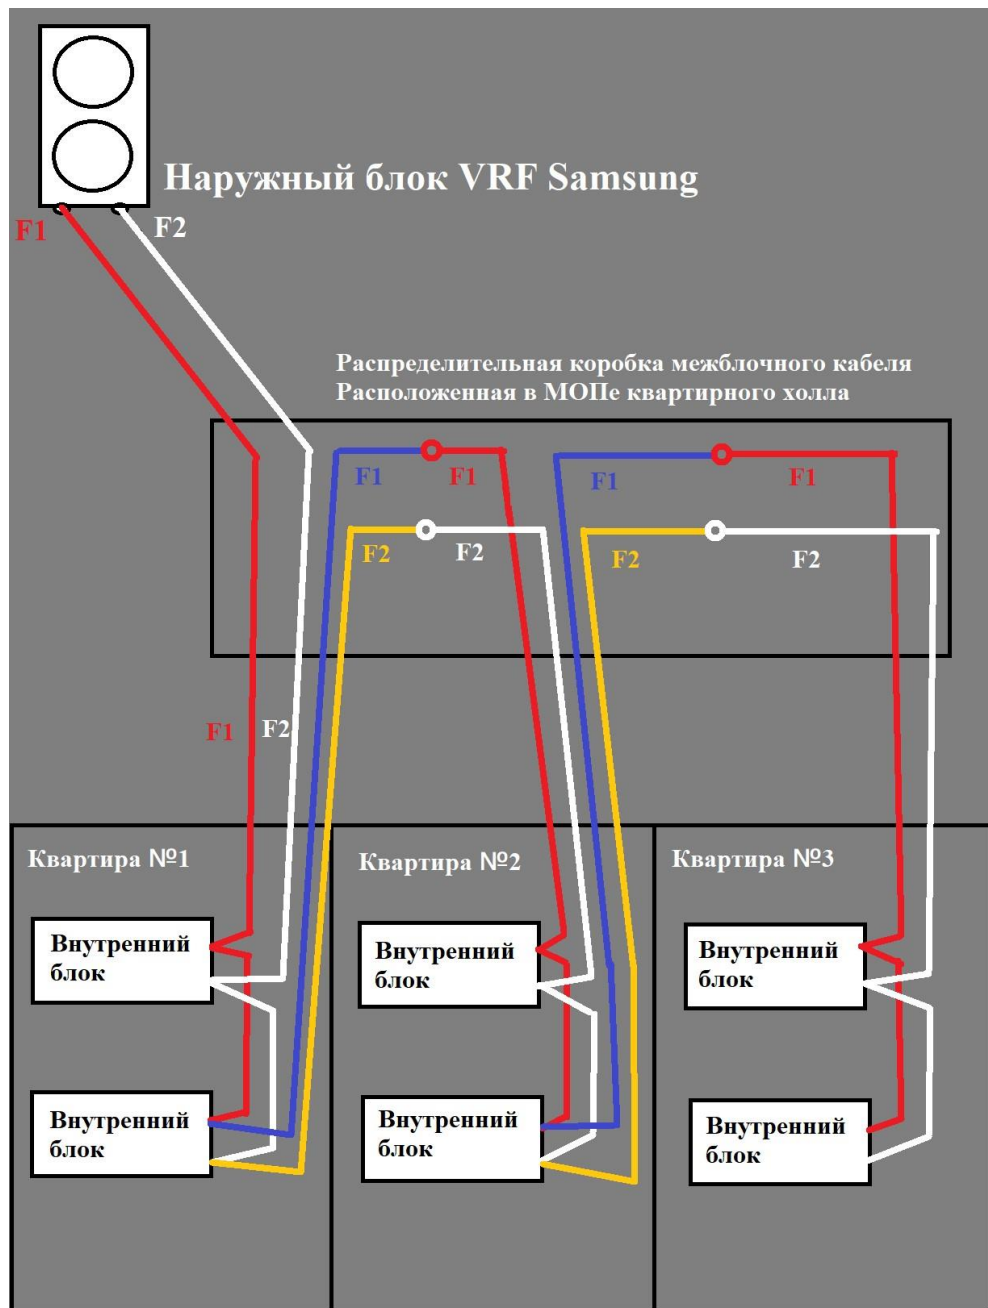 Наружный блок VRF Samsung
F1
F2
Распределительная коробка межблочного кабеля
Расположенная в МОПе квартирного холла
F1
F1
F1
F1
F2
F2
F2
F2
F1
F2
Квартира №1
Квартира №2
Квартира №3
Внутренний
блок
Внутренний
блок
Внутренний
блок
Внутренний
блок
Внутренний
блок
Внутренний
блок